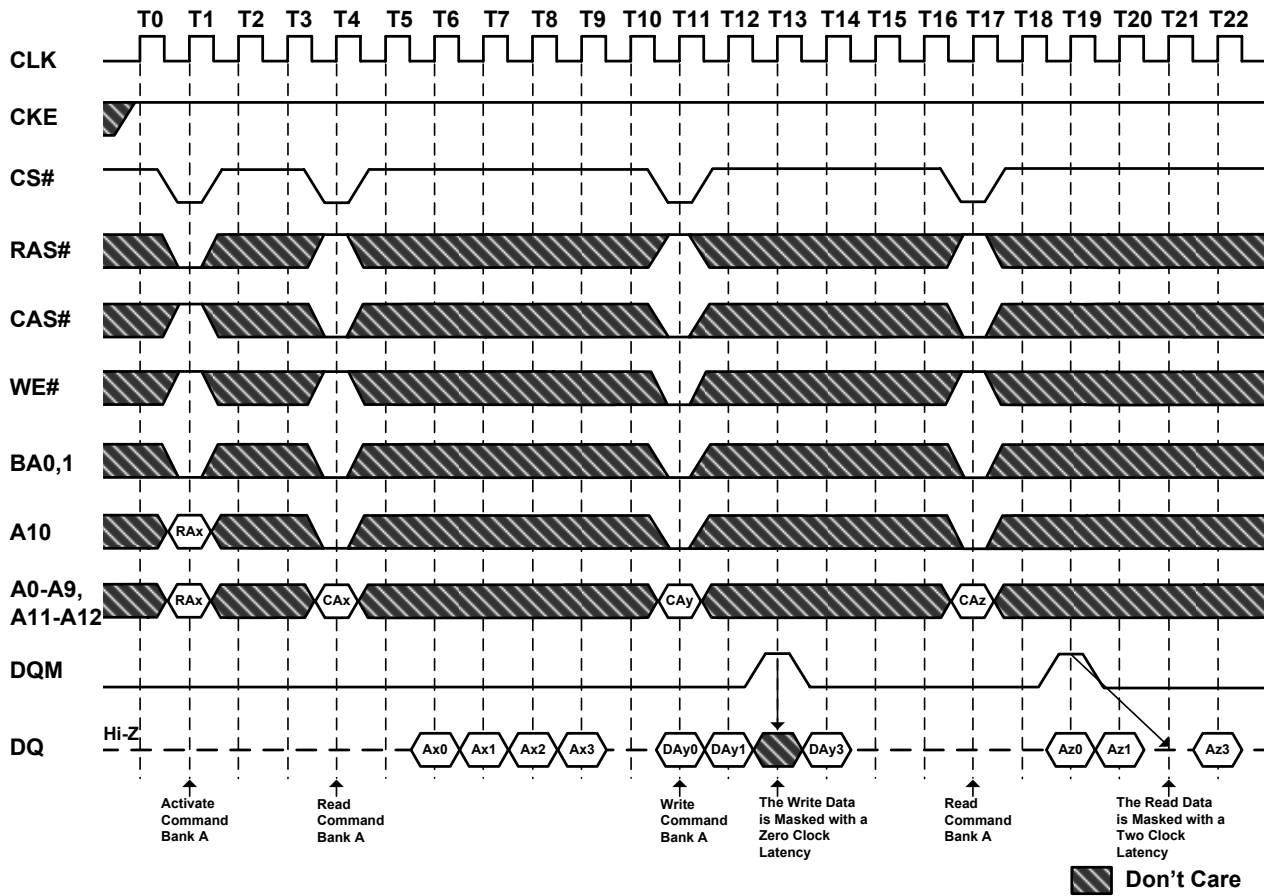 T0 T1 T2 T3 T4 T5 T6 T7 T8 T9 T10 T11 T12 T13 T14 T15 T16 T17 T18 T19 T20 T21 T22
CLK
CKE
CS#
RAS#
CAS#
WE#
BA0,1
A10
RAx
A0-A9,
A11-A12
RAx CAx CAy CAz
DQM
DQ
Hi-Z
Ax0 Ax1 Ax2 Ax3 DAy0 DAy1 DAy3 Az0 Az1 Az3
Activate
Command
Bank A
Read
Command
Bank A
Write
Command
Bank A
The Write Data
is Masked with a
Zero Clock
Latency
Read
Command
Bank A
The Read Data
is Masked with a
Two Clock
Latency
Don't Care